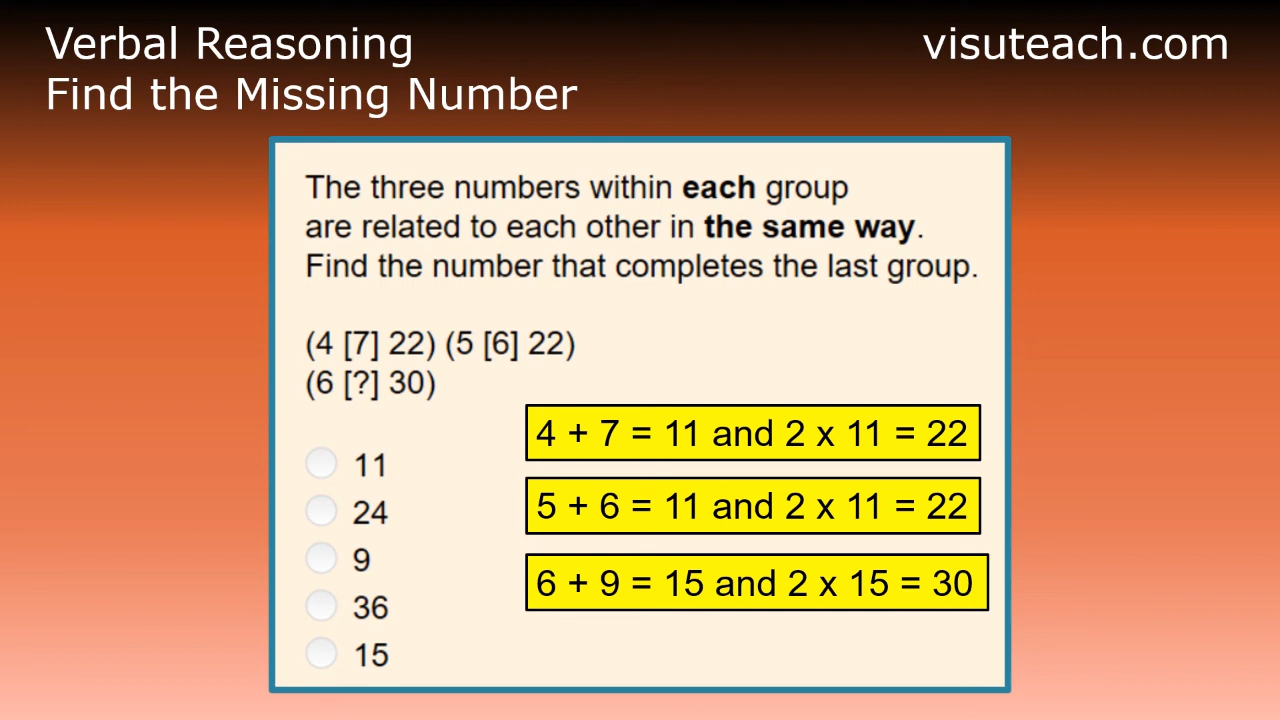 Verbal Reasoning
Find the Missing Number
visuteach.com
The three numbers within each group
are related to each other in the same way.
Find the number that completes the last group.
(4 [7] 22) (5 [6] 22)
(6 [?] 30)
11
24
9
36
15
4 + 7 = 11 and 2 x 11 = 22
5 + 6 = 11 and 2 x 11 = 22
6 + 9 = 15 and 2 x 15 = 30